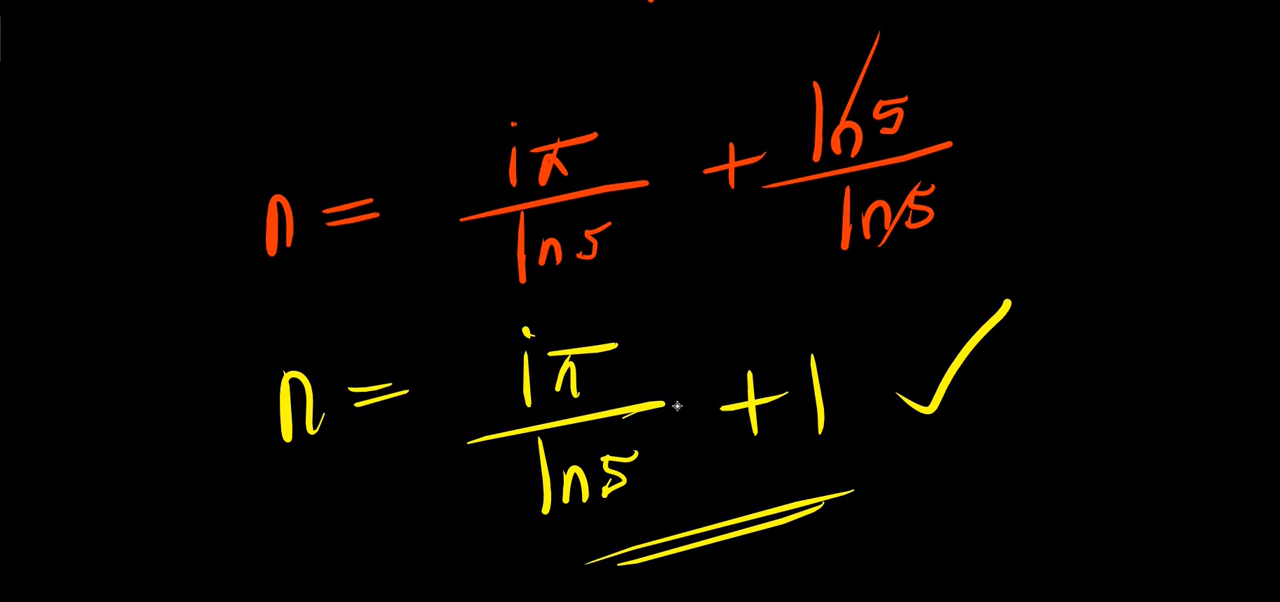 n = iπ/ln5 + ln5/ln5
n = iπ/ln5 + 1 ✓